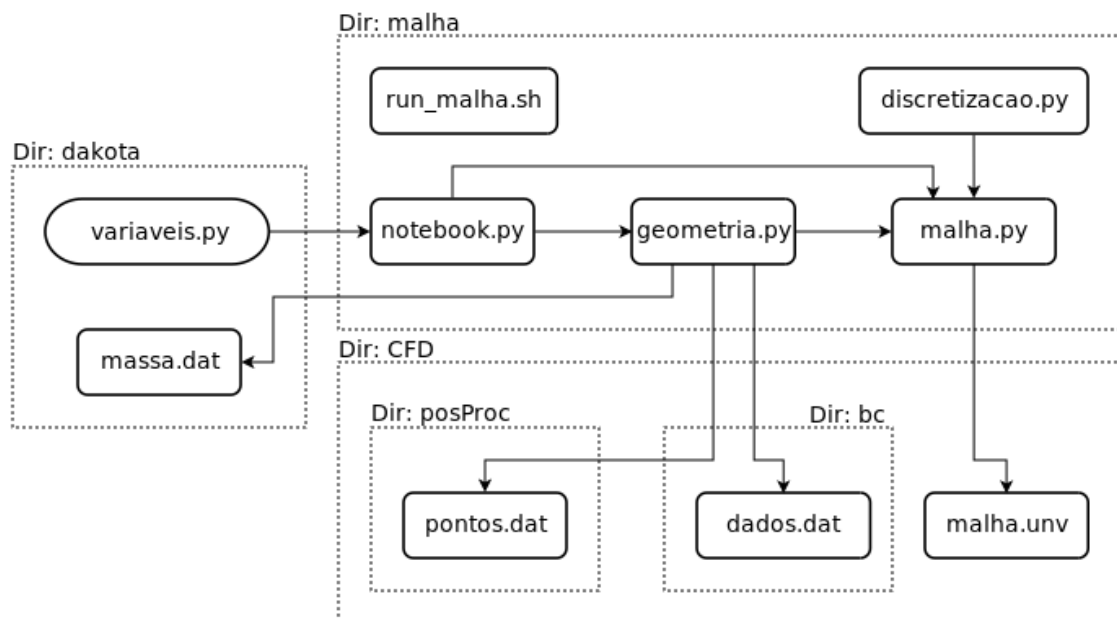 Dir: malha
run_malha.sh
discretizacao.py
Dir: dakota
variaveis.py
notebook.py
geometria.py
malha.py
massa.dat
Dir: CFD
Dir: posProc
Dir: bc
pontos.dat
dados.dat
malha.unv